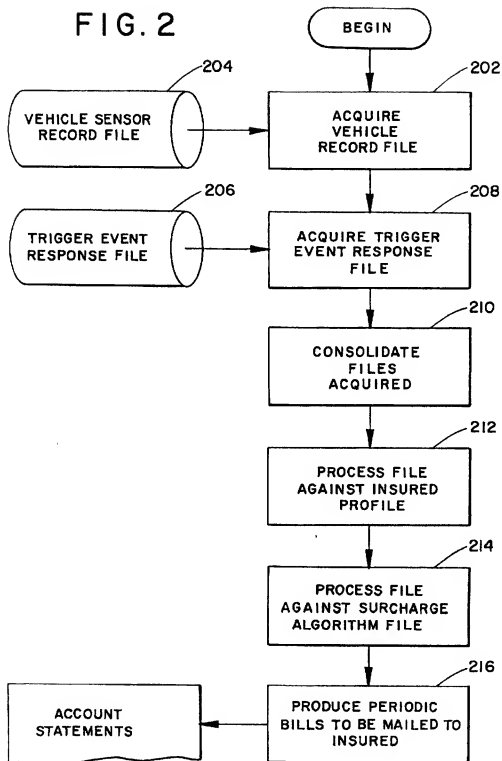 FIG. 2
BEGIN
204
VEHICLE SENSOR
RECORD FILE
202
ACQUIRE
VEHICLE
RECORD FILE
206
TRIGGER EVENT
RESPONSE FILE
208
ACQUIRE TRIGGER
EVENT RESPONSE
FILE
210
CONSOLIDATE
FILES
ACQUIRED
212
PROCESS FILE
AGAINST INSURED
PROFILE
214
PROCESS FILE
AGAINST SURCHARGE
ALGORITHM FILE
216
PRODUCE PERIODIC
BILLS TO BE MAILED TO
INSURED
ACCOUNT
STATEMENTS